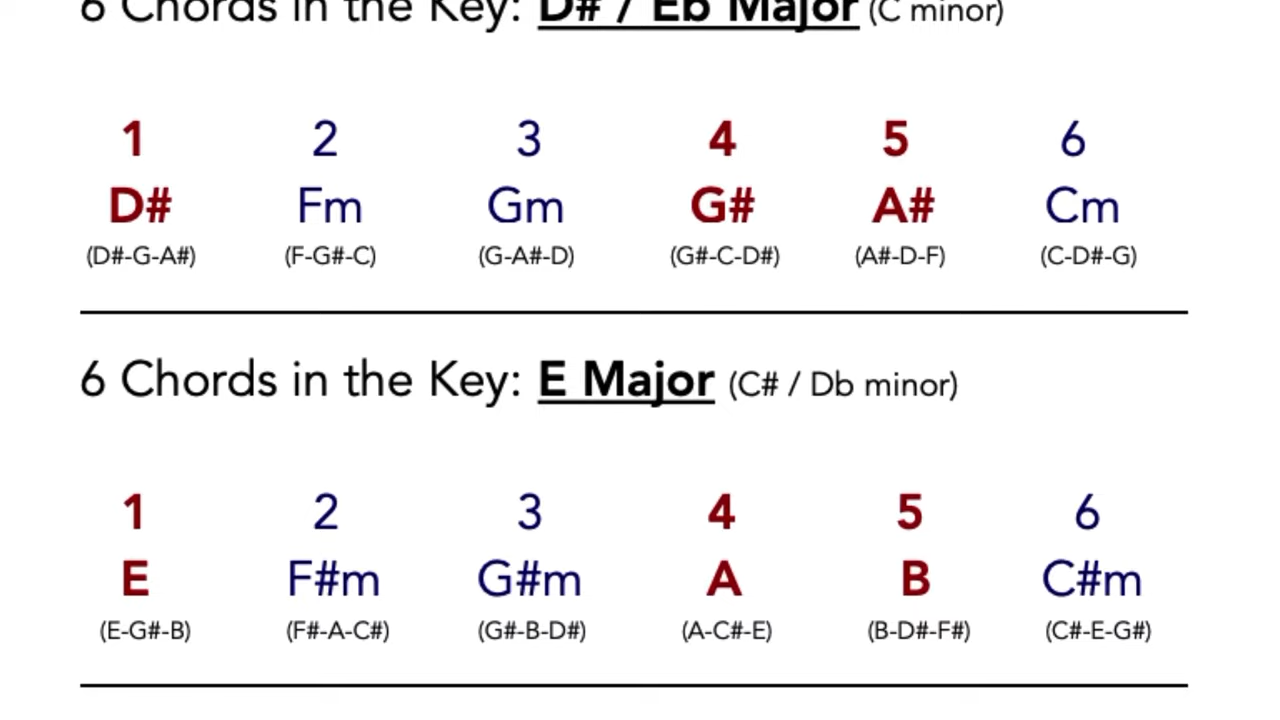 6 Chords in the Key: D# / Eb Major (C minor)
1 2 3 4 5 6
D# Fm Gm G# A# Cm
(D#-G-A#) (F-G#-C) (G-A#-D) (G#-C-D#) (A#-D-F) (C-D#-G)
6 Chords in the Key: E Major (C# / Db minor)
1 2 3 4 5 6
E F#m G#m A B C#m
(E-G#-B) (F#-A-C#) (G#-B-D#) (A-C#-E) (B-D#-F#) (C#-E-G#)